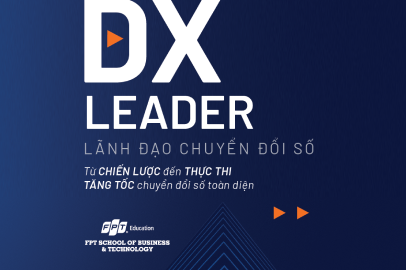 DX
LEADER
LÃNH ĐẠO CHUYỂN ĐỔI SỐ
Từ CHIẾN LƯỢC đến THỰC THI
TĂNG TỐC chuyển đổi số toàn diện
FPT Education
FPT SCHOOL OF BUSINESS
& TECHNOLOGY